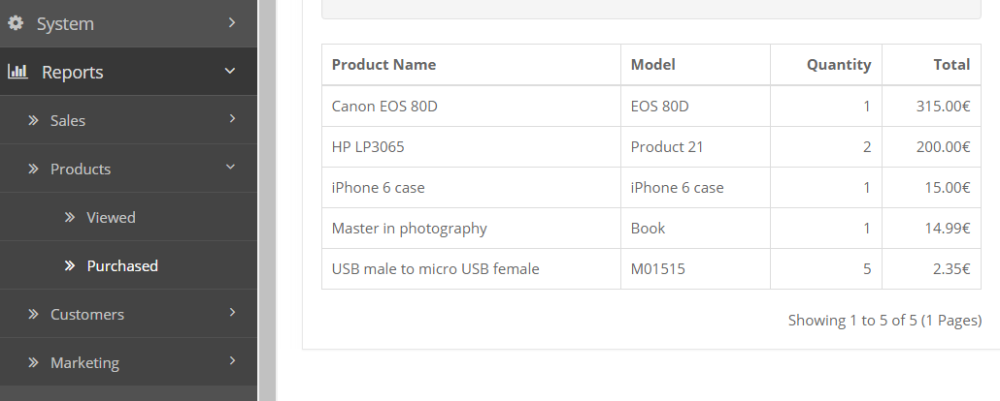 System
Reports
Sales
Products
Viewed
Purchased
Customers
Marketing
Product Name Model Quantity Total
Canon EOS 80D EOS 80D 1 315.00€
HP LP3065 Product 21 2 200.00€
iPhone 6 case iPhone 6 case 1 15.00€
Master in photography Book 1 14.99€
USB male to micro USB female M01515 5 2.35€
Showing 1 to 5 of 5 (1 Pages)